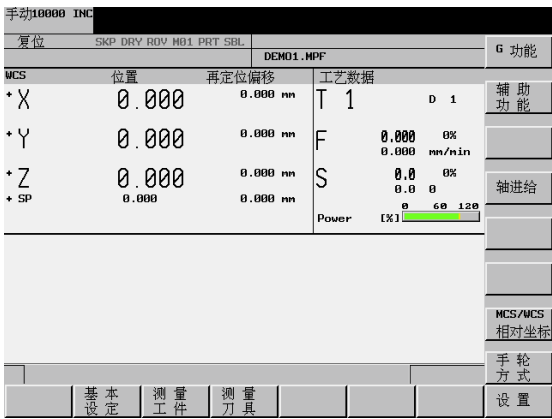 手动10000 INC
复位 SKP DRY ROV M01 PRT SBL
DEMO1.MPF
G 功能
WCS 位置 再定位偏移 工艺数据
+ X 0.000 0.000 mm T 1 D 1
辅 助
功 能
+ Y 0.000 0.000 mm F 0.000 0%
0.000 mm/min
+ Z 0.000 0.000 mm S 0.0 0%
+ SP 0.000 0.000 mm 0.0 0
轴进给
0 60 120
Power [%]
MCS/WCS
相对坐标
手 轮
方 式
基 本
设 定
测 量
工 件
测 量
刀 具
设 置